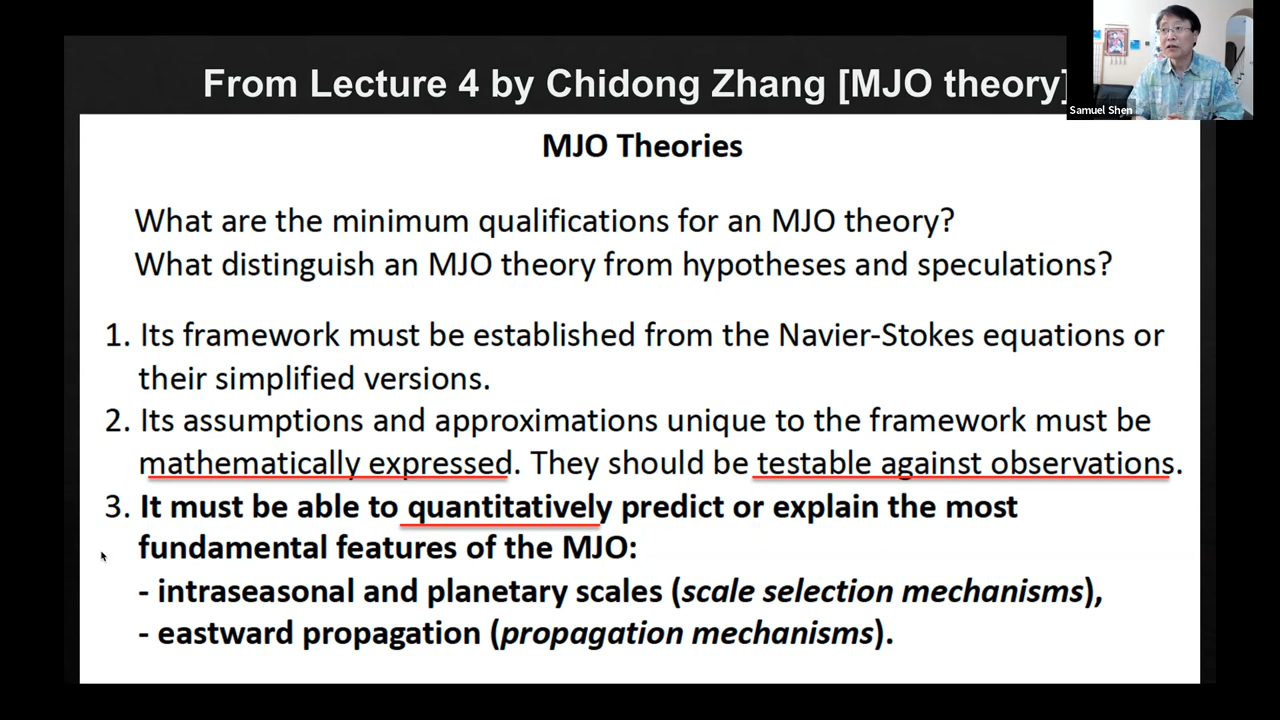 From Lecture 4 by Chidong Zhang [MJO theory]
Samuel Shen
MJO Theories
What are the minimum qualifications for an MJO theory?
What distinguish an MJO theory from hypotheses and speculations?
1. Its framework must be established from the Navier-Stokes equations or
their simplified versions.
2. Its assumptions and approximations unique to the framework must be
mathematically expressed. They should be testable against observations.
3. It must be able to quantitatively predict or explain the most
fundamental features of the MJO:
- intraseasonal and planetary scales (scale selection mechanisms),
- eastward propagation (propagation mechanisms).